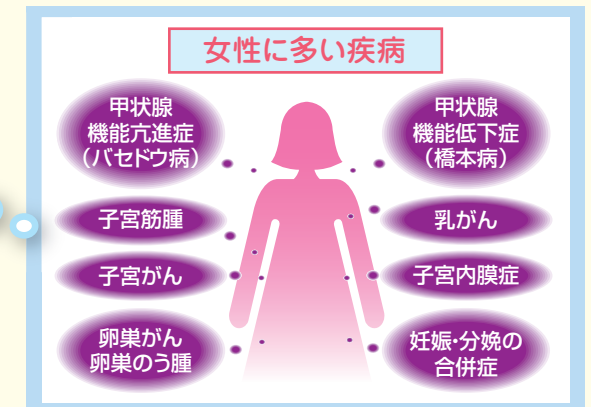 女性に多い疾病
甲状腺
機能亢進症
(バセドウ病)
甲状腺
機能低下症
(橋本病)
子宮筋腫
乳がん
子宮がん
子宮内膜症
卵巣がん
卵巣のう腫
妊娠・分娩の
合併症